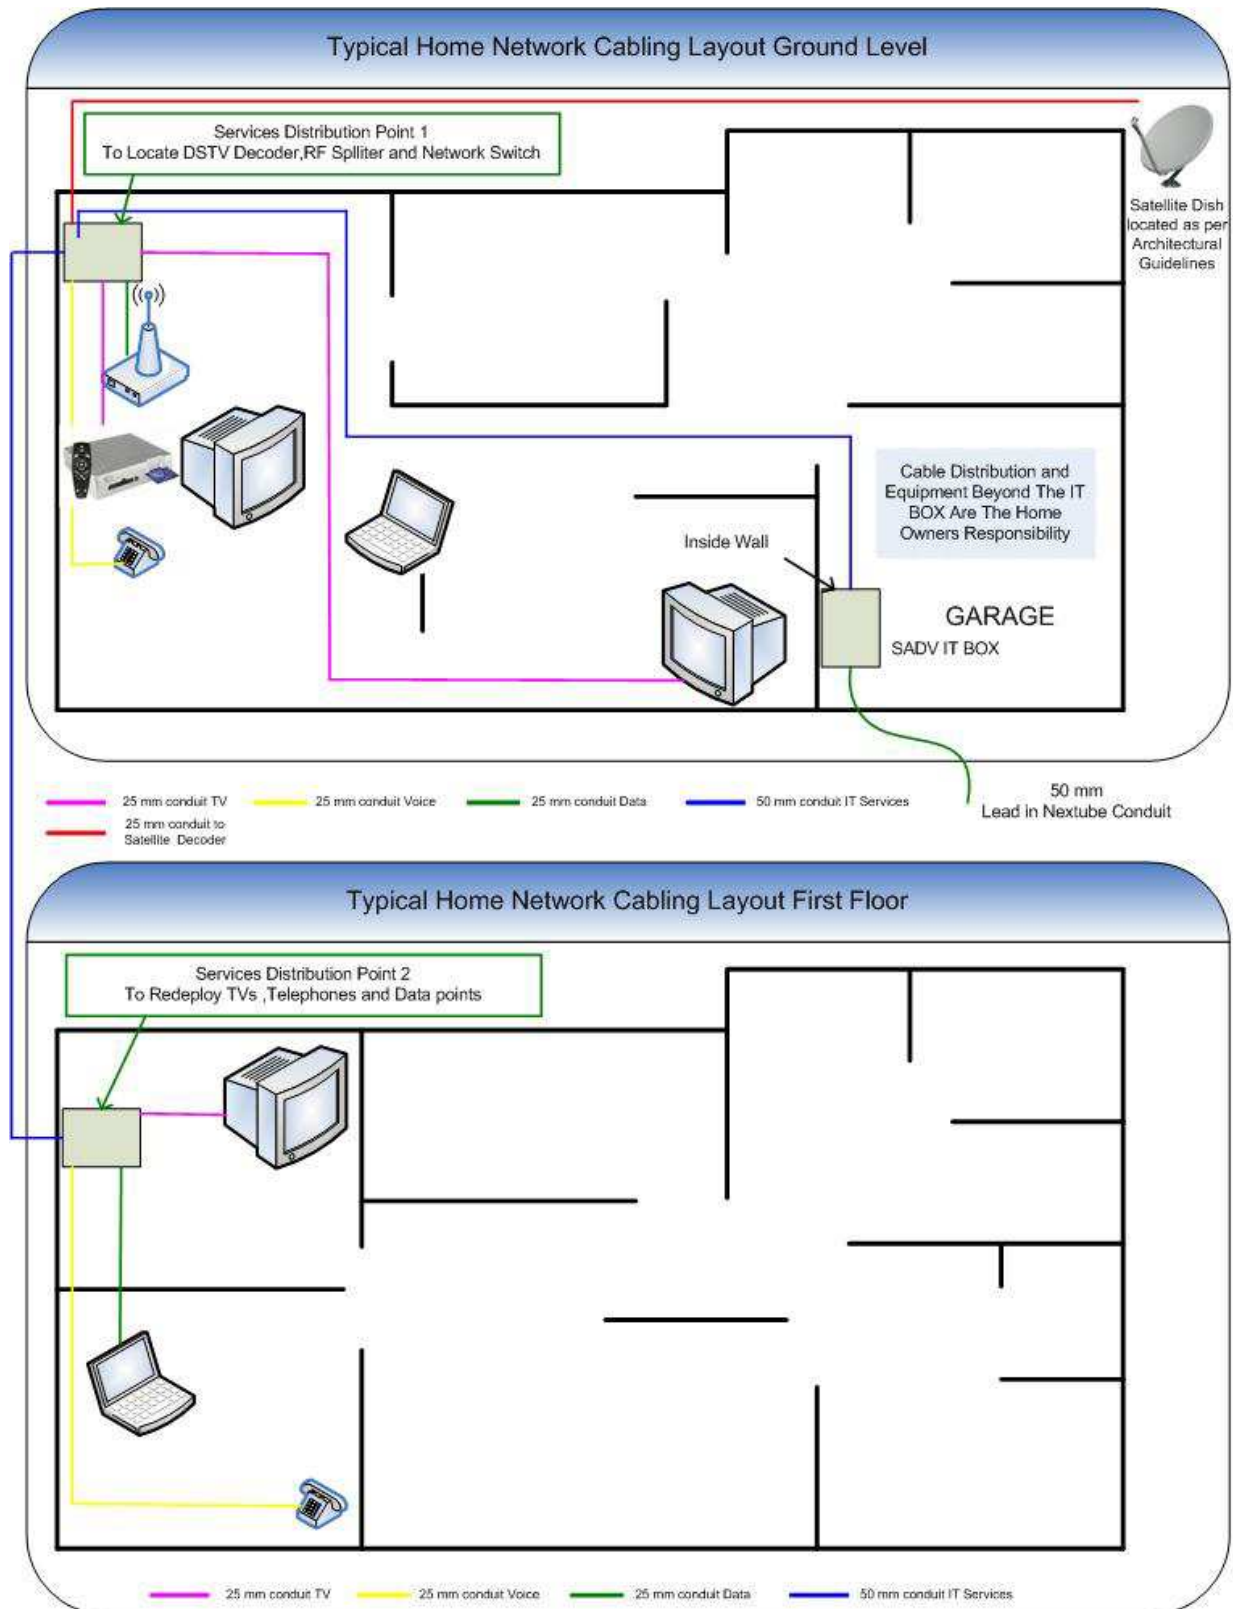 Typical Home Network Cabling Layout Ground Level
Services Distribution Point 1
To Locate DSTV Decoder,RF Spiliter and Network Switch
Satellite Dish
located as per
Architectural
Guidelines
Cable Distribution and
Equipment Beyond The IT
BOX Are The Home
Owners Responsibility
Inside Wall
GARAGE
SADV IT BOX
50 mm
Lead in Nextube Conduit
25 mm conduit TV
25 mm conduit Voice
25 mm conduit Data
50 mm conduit IT Services
25 mm conduit to
Satellite Decoder
Typical Home Network Cabling Layout First Floor
Services Distribution Point 2
To Redeploy TVs ,Telephones and Data points
25 mm conduit TV
25 mm conduit Voice
25 mm conduit Data
50 mm conduit IT Services